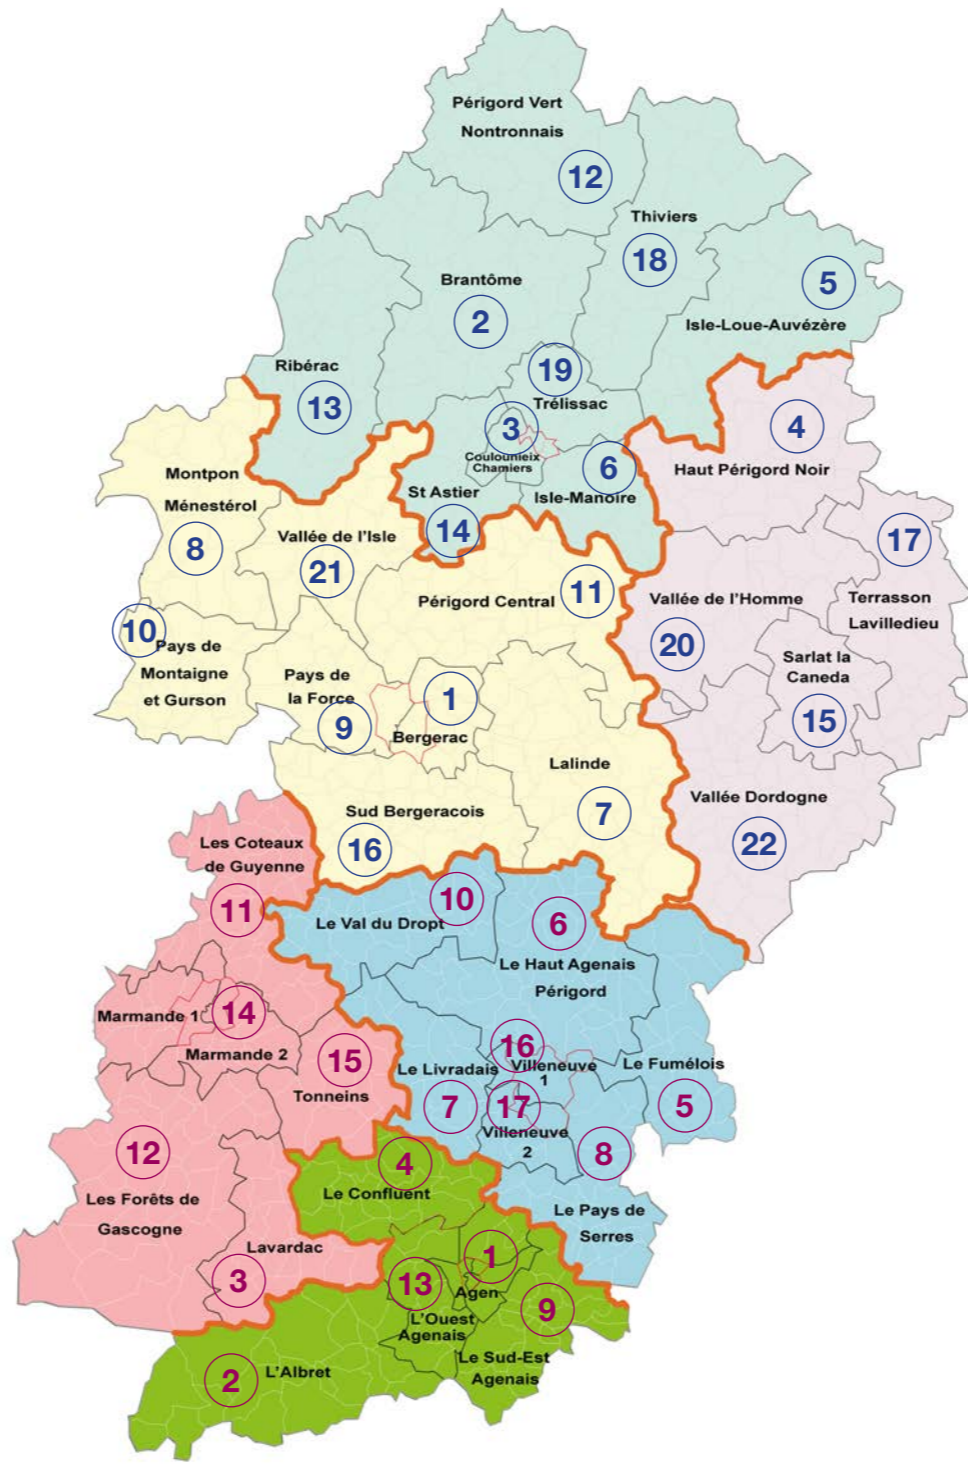 Périgord Vert
Nontronnais
12
Thiviers
18
5
Isle-Loue-Auvézère
Brantôme
2
Ribérac
13
19
Trélissac
3
Coulounieix
Chamiers
6
Isle-Manoire
St Astier
14
4
Haut Périgord Noir
17
Terrasson
Lavilledieu
Montpon
Ménestérol
8
Vallée de l'Isle
21
Périgord Central
11
Vallée de l'Homme
20
Sarlat la
Caneda
15
10
Pays de
Montaigne
et Gurson
Pays de
la Force
9
1
Bergerac
Lalinde
7
Vallée Dordogne
22
Sud Bergeracois
16
Les Coteaux
de Guyenne
11
Le Val du Dropt
10
6
Le Haut Agenais
Périgord
Marmande 1
14
Marmande 2
15
Tonneins
Le Livradais
7
16
Villeneuve
1
17
Villeneuve
2
Le Fumélois
5
8
Le Pays de
Serres
12
Les Forêts de
Gascogne
4
Le Confluent
Lavardac
3
13
L'Ouest
Agenais
1
Agen
9
Le Sud-Est
Agenais
2
L'Albret